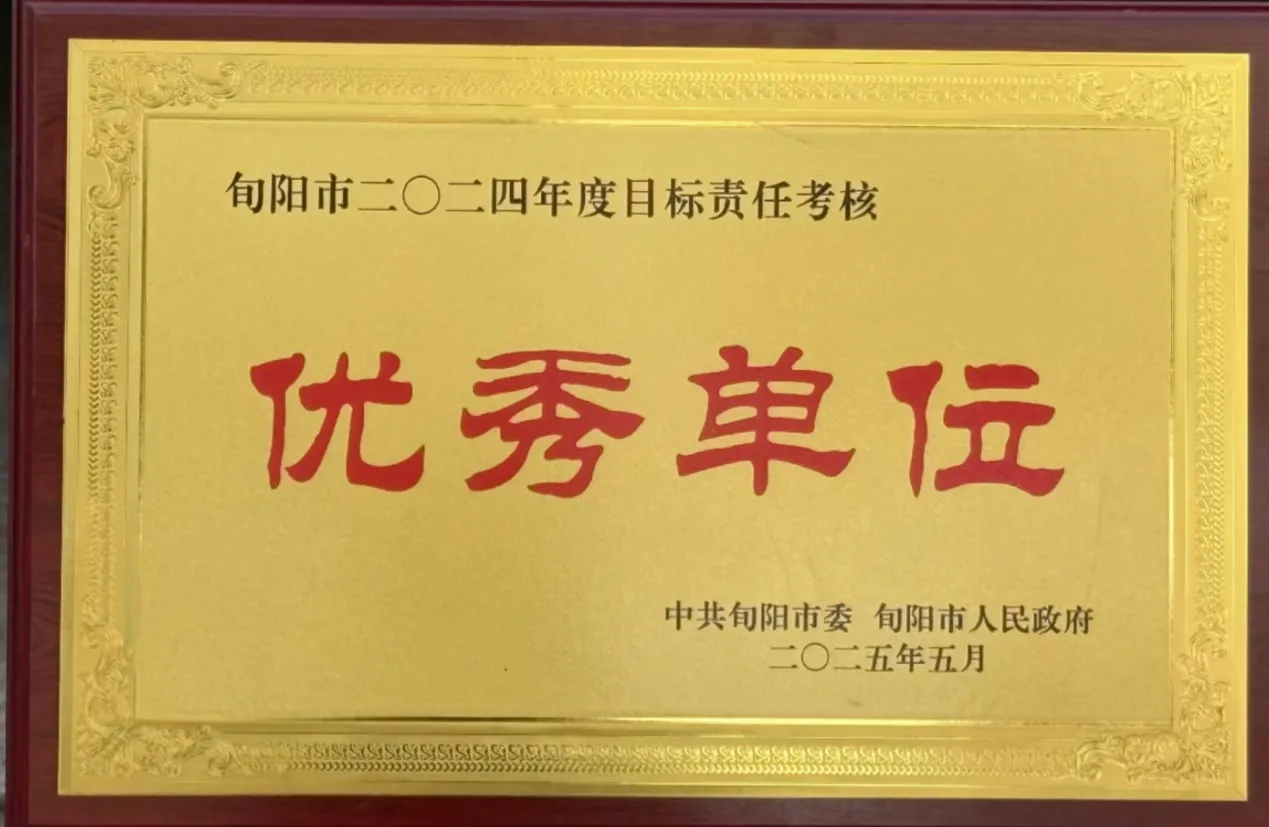 旬阳市二〇二四年度目标责任考核
优秀单位
中共旬阳市委 旬阳市人民政府
二〇二五年五月